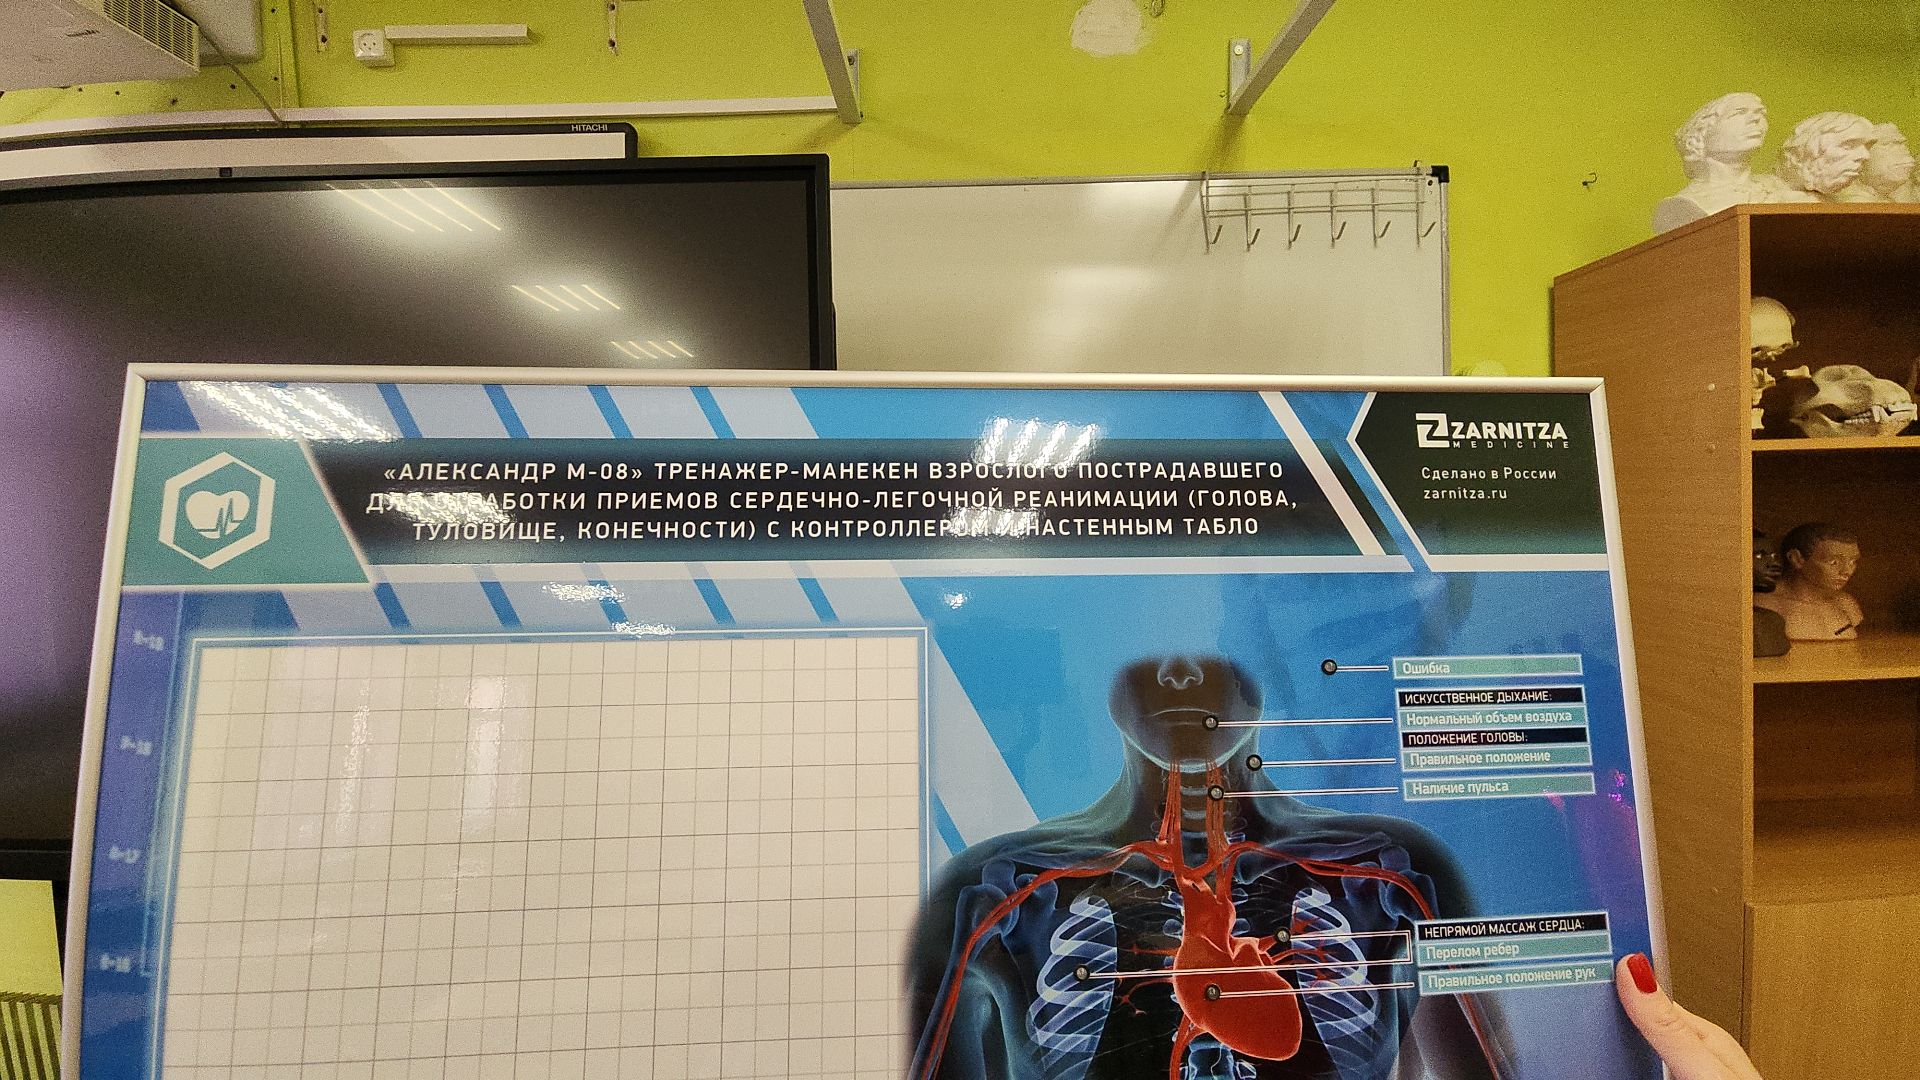 HITACHI
«АЛЕКСАНДР М-08» ТРЕНАЖЕР-МАНЕКЕН ВЗРОСЛОГО ПОСТРАДАВШЕГО
ДЛЯ ОТРАБОТКИ ПРИЕМОВ СЕРДЕЧНО-ЛЕГОЧНОЙ РЕАНИМАЦИИ (ГОЛОВА,
ТУЛОВИЩЕ, КОНЕЧНОСТИ) С КОНТРОЛЛЕРОМ И НАСТЕННЫМ ТАБЛО
ZARNITZA
MEDICINE
Сделано в России
zarnitza.ru
Ошибка
ИСКУССТВЕННОЕ ДЫХАНИЕ:
Нормальный объем воздуха
ПОЛОЖЕНИЕ ГОЛОВЫ:
Правильное положение
Наличие пульса
НЕПРЯМОЙ МАССАЖ СЕРДЦА:
Перелом ребер
Правильное положение рук